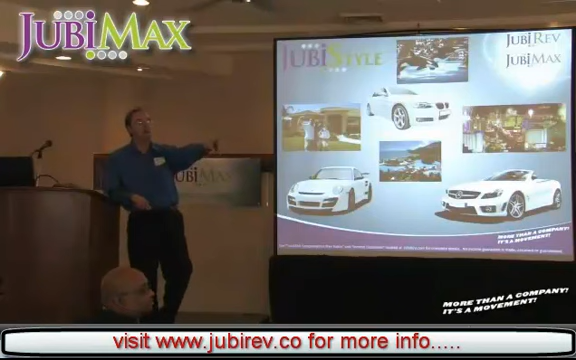 JUBIMAX
JUBISTYLE
JUBIREV
JUBIMAX
JUBIMAX
MORE THAN A COMPANY!
IT'S A MOVEMENT!
MORE THAN A COMPANY!
IT'S A MOVEMENT!
visit www.jubirev.co for more info.....